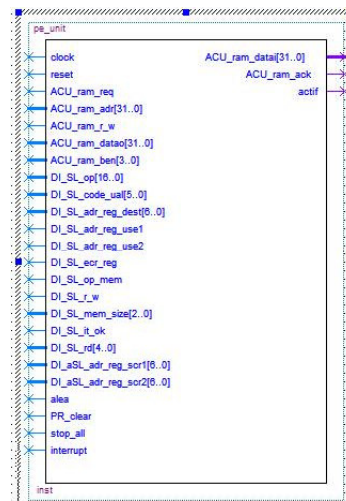 pe_unit
clock
ACU_ram_datai[31..0]
reset
ACU_ram_ack
ACU_ram_req
actif
ACU_ram_adr[31..0]
ACU_ram_r_w
ACU_ram_datao[31..0]
ACU_ram_ben[3..0]
DI_SL_op[16..0]
DI_SL_code_ual[5..0]
DI_SL_adr_reg_dest[6..0]
DI_SL_adr_reg_use1
DI_SL_adr_reg_use2
DI_SL_ecr_reg
DI_SL_op_mem
DI_SL_r_w
DI_SL_mem_size[2..0]
DI_SL_it_ok
DI_SL_rd[4..0]
DI_aSL_adr_reg_scr1[6..0]
DI_aSL_adr_reg_scr2[6..0]
alea
PR_clear
stop_all
interrupt
inst